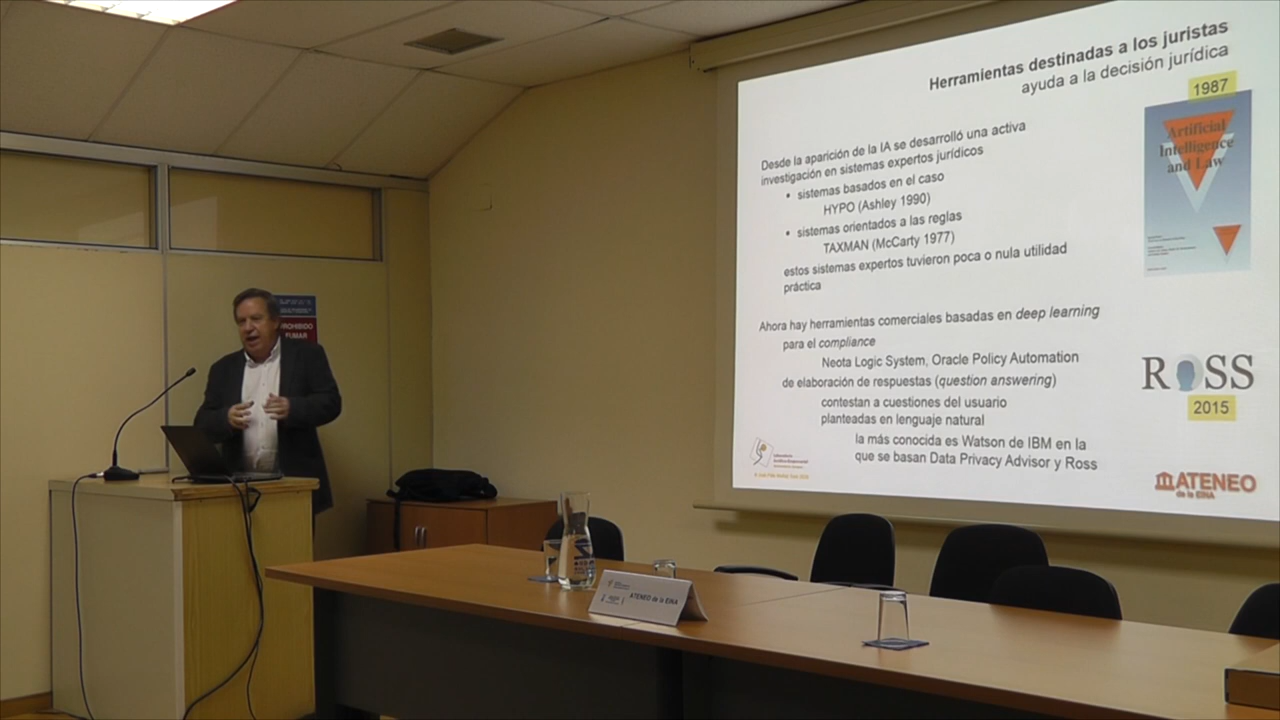 Herramientas destinadas a los juristas
ayuda a la decisión jurídica
1987
Artificial
Intelligence
and Law
Desde la aparición de la IA se desarrolló una activa
investigación en sistemas expertos jurídicos
• sistemas basados en el caso
HYPO (Ashley 1990)
• sistemas orientados a las reglas
TAXMAN (McCarty 1977)
estos sistemas expertos tuvieron poca o nula utilidad
práctica
Ahora hay herramientas comerciales basadas en deep learning
para el compliance
Neota Logic System, Oracle Policy Automation
de elaboración de respuestas (question answering)
contestan a cuestiones del usuario
planteadas en lenguaje natural
la más conocida es Watson de IBM en la
que se basan Data Privacy Advisor y Ross
ROSS
2015
ATENEO
de la EINA
PROHIBIDO
FUMAR
ATENEO de la EINA